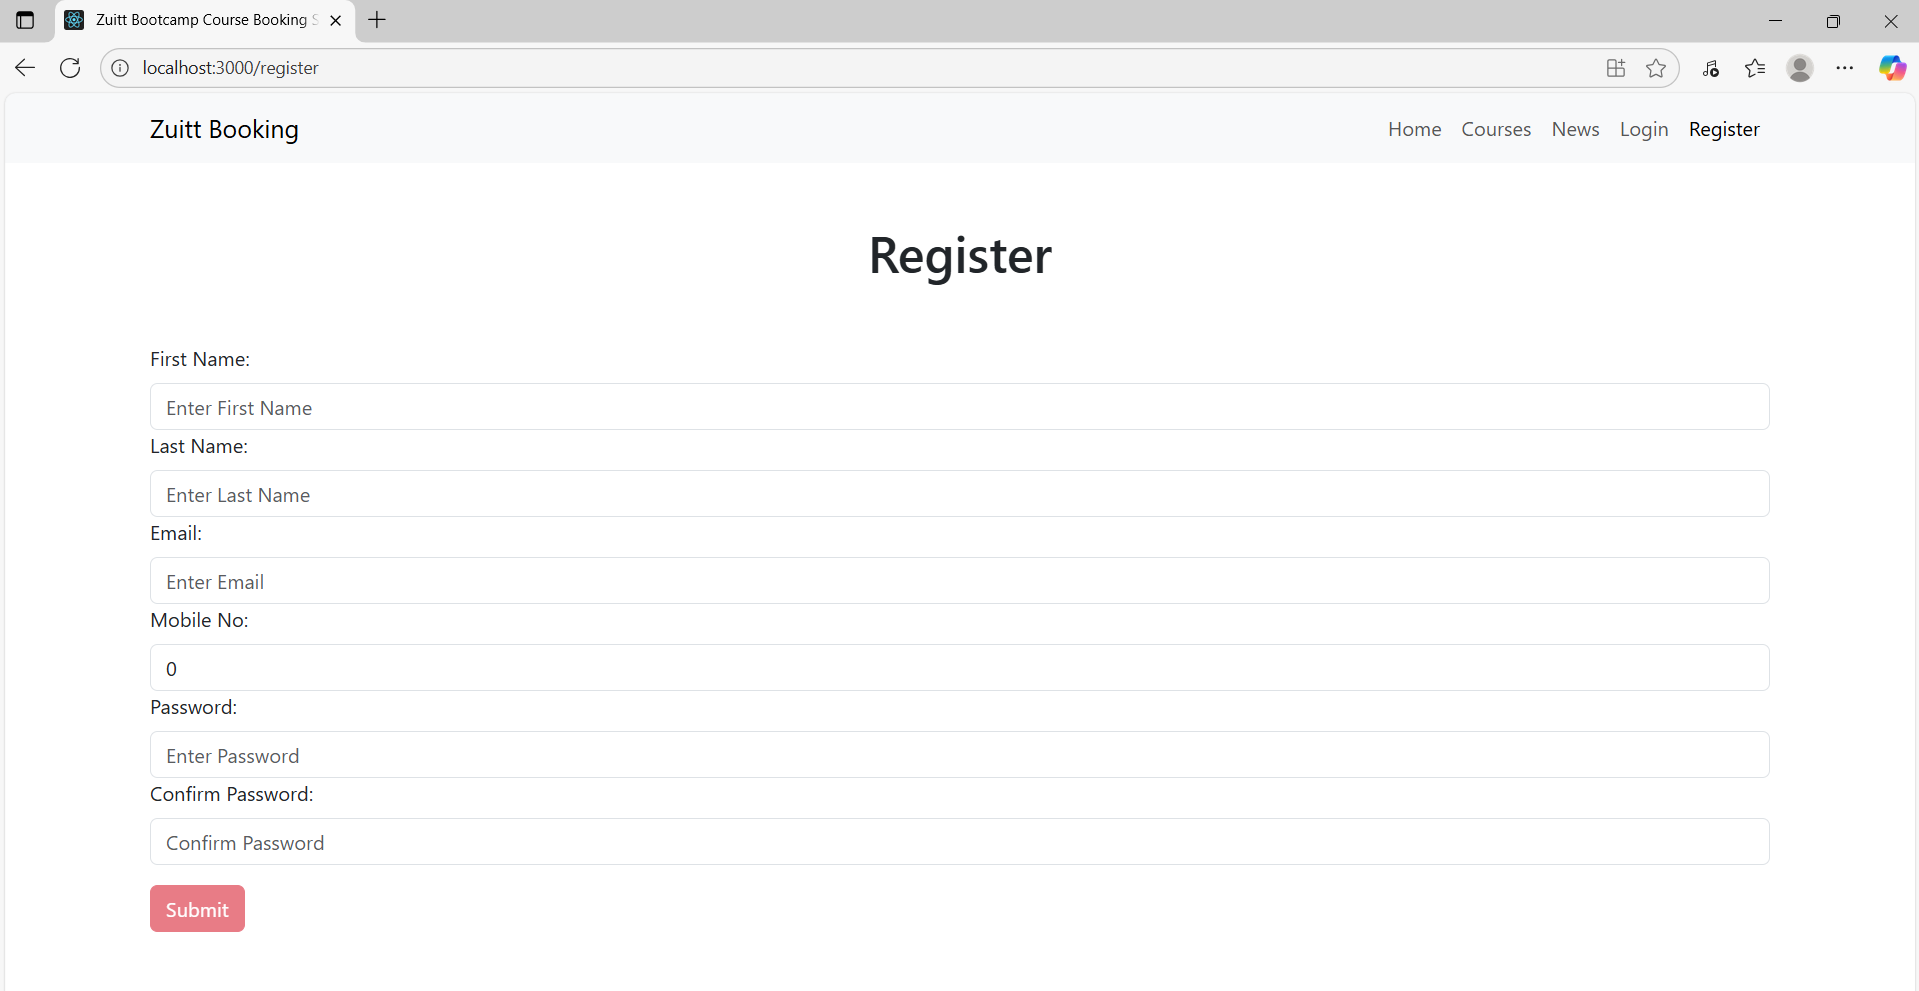 Zuitt Bootcamp Course Booking
localhost:3000/register
Zuitt Booking
Home Courses News Login Register
Register
First Name:
Enter First Name
Last Name:
Enter Last Name
Email:
Enter Email
Mobile No:
0
Password:
Enter Password
Confirm Password:
Confirm Password
Submit